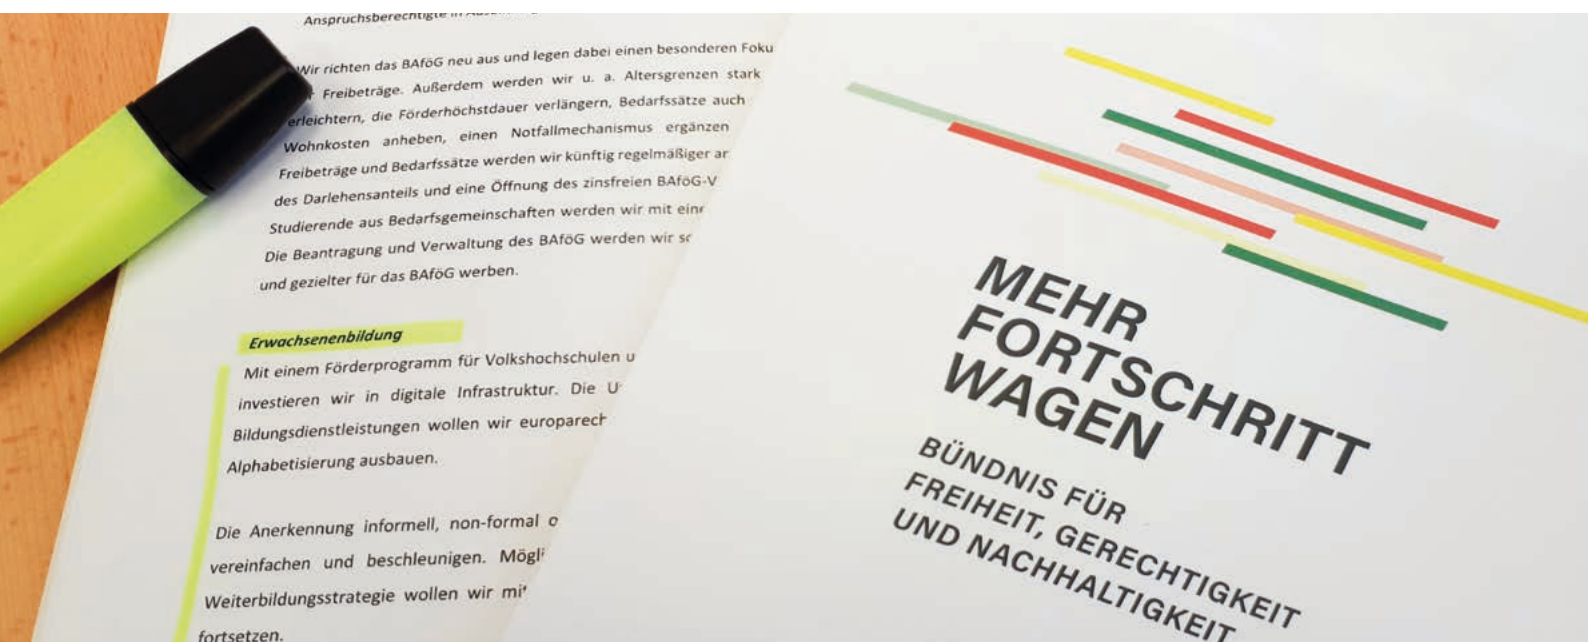 Anspruchsberechtigte in
Wir richten das BAföG neu aus und legen dabei einen besonderen Foku
Freibeträge. Außerdem werden wir u. a. Altersgrenzen stark
erleichtern, die Förderhöchstdauer verlängern, Bedarfssätze auch
Wohnkosten anheben, einen Notfallmechanismus ergänzen
Freibeträge und Bedarfssätze werden wir künftig regelmäßiger
des Darlehensanteils und eine Öffnung des zinsfreien BAföG-V
Studierende aus Bedarfsgemeinschaften werden wir mit
Die Beantragung und Verwaltung des BAföG werden wir
und gezielter für das BAföG werben.
Erwachsenenbildung
Mit einem Förderprogramm für Volkshochschulen u
investieren wir in digitale Infrastruktur. Die
Bildungsdienstleistungen wollen wir
Alphabetisierung ausbauen.
Die Anerkennung informell, non-formal o
vereinfachen und beschleunigen. Mögli
Weiterbildungsstrategie wollen wir
fortsetzen.
MEHR
FORTSCHRITT
WAGEN
BÜNDNIS FÜR
FREIHEIT, GERECHTIGKEIT
UND NACHHALTIGKEIT